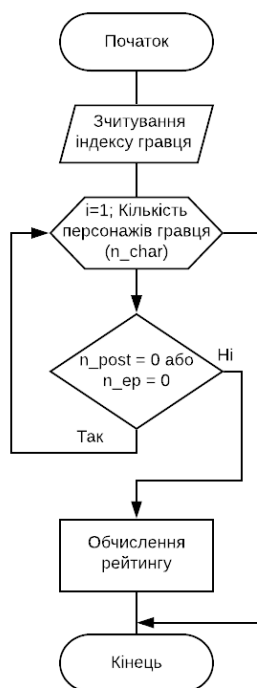 Початок
Зчитування
індексу гравця
i=1; Кількість
персонажів гравця
(n_char)
n_post = 0 або
n_ep = 0
Ні
Так
Обчислення
рейтингу
Кінець